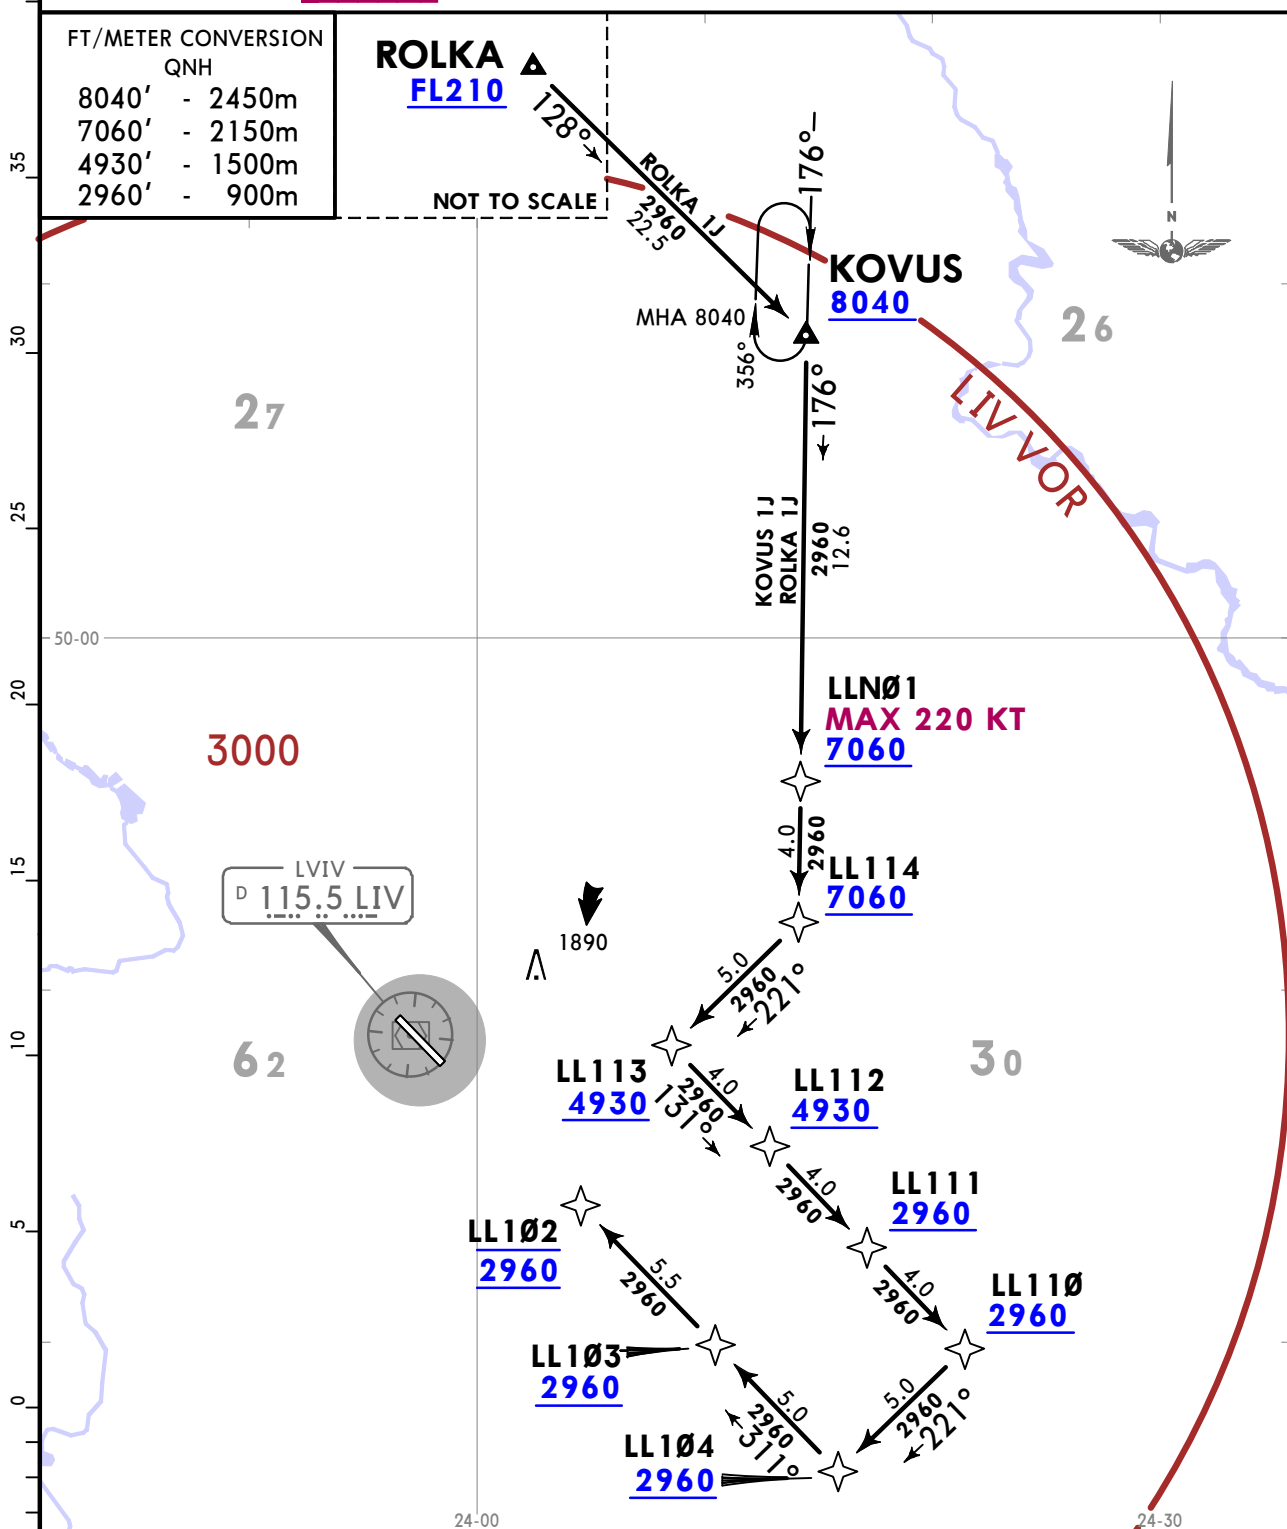 FT/METER CONVERSION
QNH
8040' - 2450m
7060' - 2150m
4930' - 1500m
2960' - 900m
ROLKA
FL210
128°
NOT TO SCALE
ROLKA 1J
2960
22.5
176°
KOVUS
8040
MHA 8040
356°
176°
N
26
27
LIV VOR
KOVUS 1J
ROLKA 1J
2960
12.6
50-00
LLNØ1
MAX 220 KT
7060
3000
4.0
2960
LL114
7060
LVIV
D 115.5 LIV
1890
5.0
2960
221°
62
30
LL113
4930
4.0
2960
131°
LL112
4930
4.0
2960
LL111
2960
LL1Ø2
2960
5.5
2960
4.0
2960
LL11Ø
2960
LL1Ø3
2960
5.0
2960
311°
5.0
2960
221°
LL1Ø4
2960
24-00
24-30
35
30
25
20
15
10
5
0